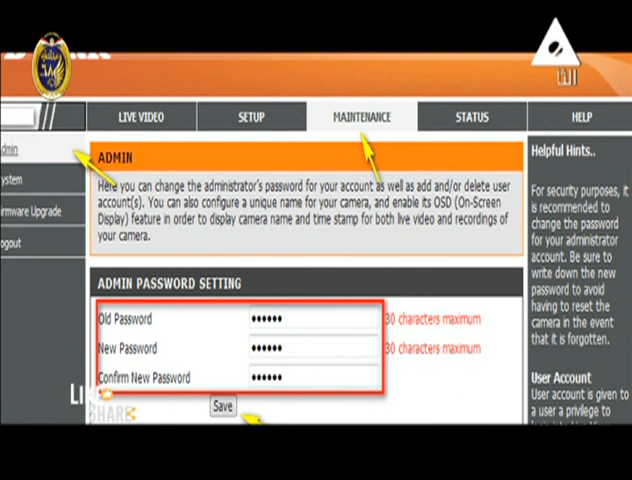 LIVE VIDEO
SETUP
MAINTENANCE
STATUS
HELP
dmin
ystem
irmware Upgrade
ogout
ADMIN
Here you can change the administrator's password for your account as well as add and/or delete user
account(s). You can also configure a unique name for your camera, and enable its OSD (On-Screen
Display) feature in order to display camera name and time stamp for both live video and recordings of
your camera.
ADMIN PASSWORD SETTING
Old Password •••••• 30 characters maximum
New Password •••••• 30 characters maximum
Confirm New Password ••••••
Save
Helpful Hints..
For security purposes, it
is recommended to
change the password
for your administrator
account. Be sure to
write down the new
password to avoid
having to reset the
camera in the event
that it is forgotten.
User Account
User account is given to
a user a privilege to
LI
SHARE